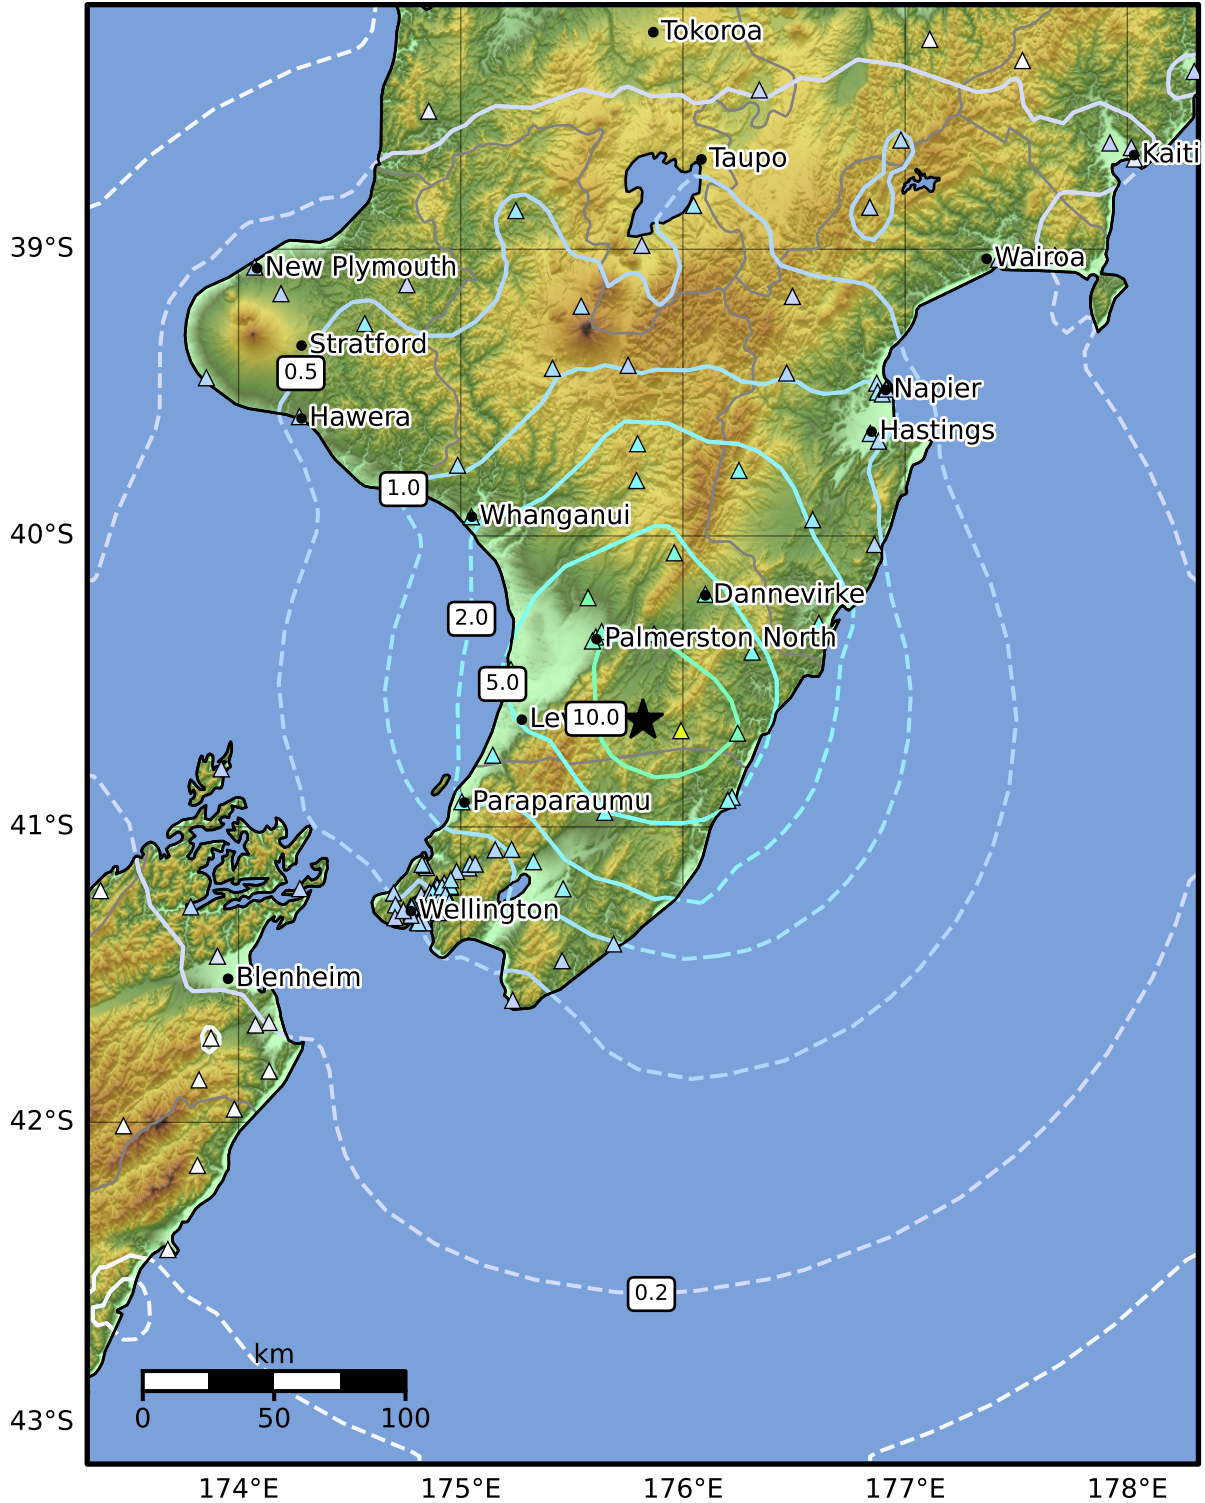 Tokoroa
Taupo
Kaiti
39°S
New Plymouth
Wairoa
Stratford
0.5
Napier
Hawera
Hastings
1.0
Whanganui
40°S
Dannevirke
2.0
Palmerston North
5.0
10.0
Paraparaumu
41°S
Wellington
Blenheim
42°S
0.2
km
0 50 100
43°S
174°E 175°E 176°E 177°E 178°E